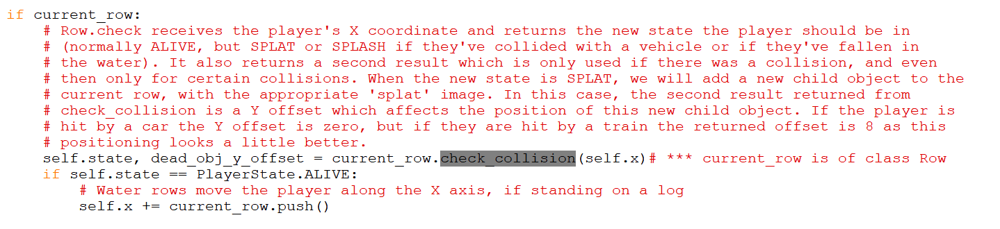 if current_row:
# Row.check receives the player's X coordinate and returns the new state the player should be in
# (normally ALIVE, but SPLAT or SPLASH if they've collided with a vehicle or if they've fallen in
# the water). It also returns a second result which is only used if there was a collision, and even
# then only for certain collisions. When the new state is SPLAT, we will add a new child object to the
# current row, with the appropriate 'splat' image. In this case, the second result returned from
# check_collision is a Y offset which affects the position of this new child object. If the player is
# hit by a car the Y offset is zero, but if they are hit by a train the returned offset is 8 as this
# positioning looks a little better.
self.state, dead_obj_y_offset = current_row.check_collision(self.x)# *** current_row is of class Row
if self.state == PlayerState.ALIVE:
# Water rows move the player along the X axis, if standing on a log
self.x += current_row.push()